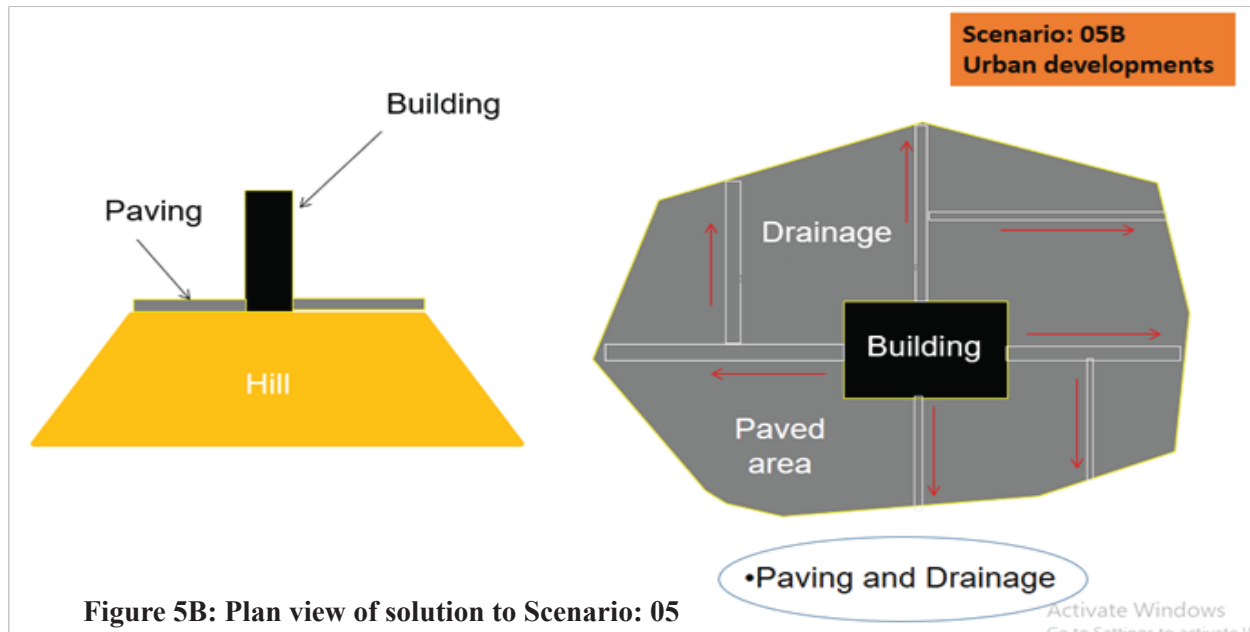 Scenario: 05B
Urban developments
Building
Paving
Hill
Drainage
Building
Paved
area
•Paving and Drainage
Figure 5B: Plan view of solution to Scenario: 05
Activate Windows